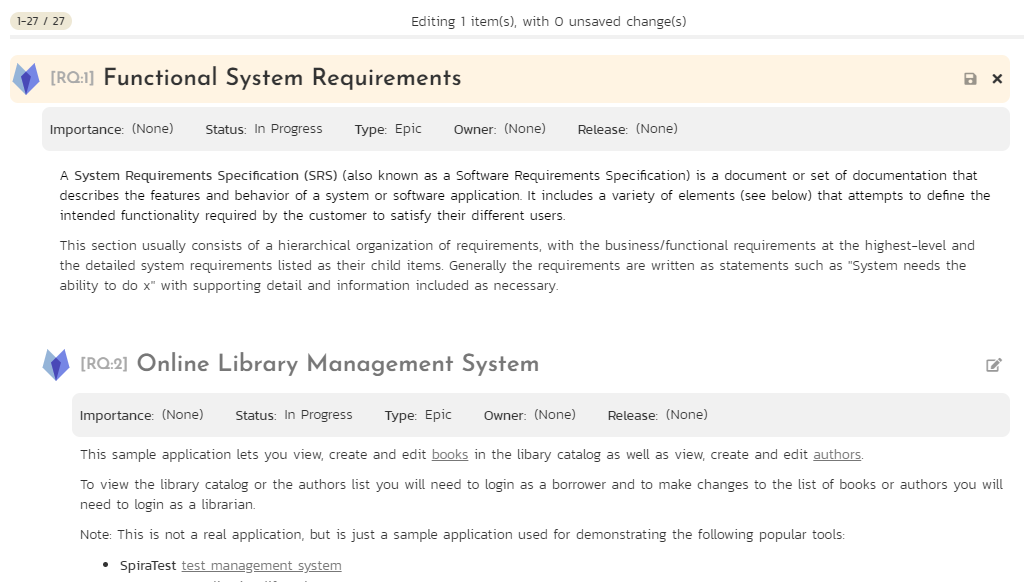 1-27 / 27
Editing 1 item(s), with 0 unsaved change(s)
[RQ:1] Functional System Requirements
Importance: (None) Status: In Progress Type: Epic Owner: (None) Release: (None)
A System Requirements Specification (SRS) (also known as a Software Requirements Specification) is a document or set of documentation that
describes the features and behavior of a system or software application. It includes a variety of elements (see below) that attempts to define the
intended functionality required by the customer to satisfy their different users.
This section usually consists of a hierarchical organization of requirements, with the business/functional requirements at the highest-level and
the detailed system requirements listed as their child items. Generally the requirements are written as statements such as "System needs the
ability to do x" with supporting detail and information included as necessary.
[RQ:2] Online Library Management System
Importance: (None) Status: In Progress Type: Epic Owner: (None) Release: (None)
This sample application lets you view, create and edit books in the libary catalog as well as view, create and edit authors.
To view the library catalog or the authors list you will need to login as a borrower and to make changes to the list of books or authors you will
need to login as a librarian.
Note: This is not a real application, but is just a sample application used for demonstrating the following popular tools:
• SpiraTest test management system